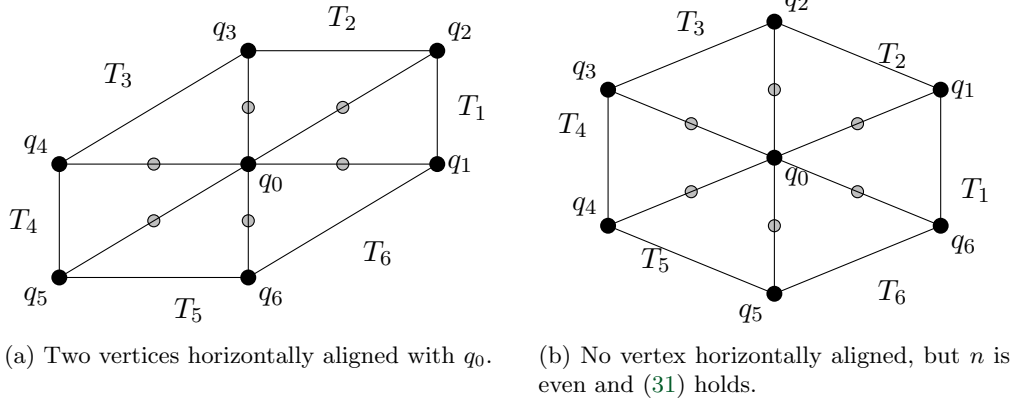 q3 T2 q2
T3
T1
q4 q0 q1
T4
T6
q5 T5 q6
(a) Two vertices horizontally aligned with q0.
q2
T3 T2
q3 q1
T4
q0
T1
q4 q6
T5
q5 T6
(b) No vertex horizontally aligned, but n is
even and (31) holds.